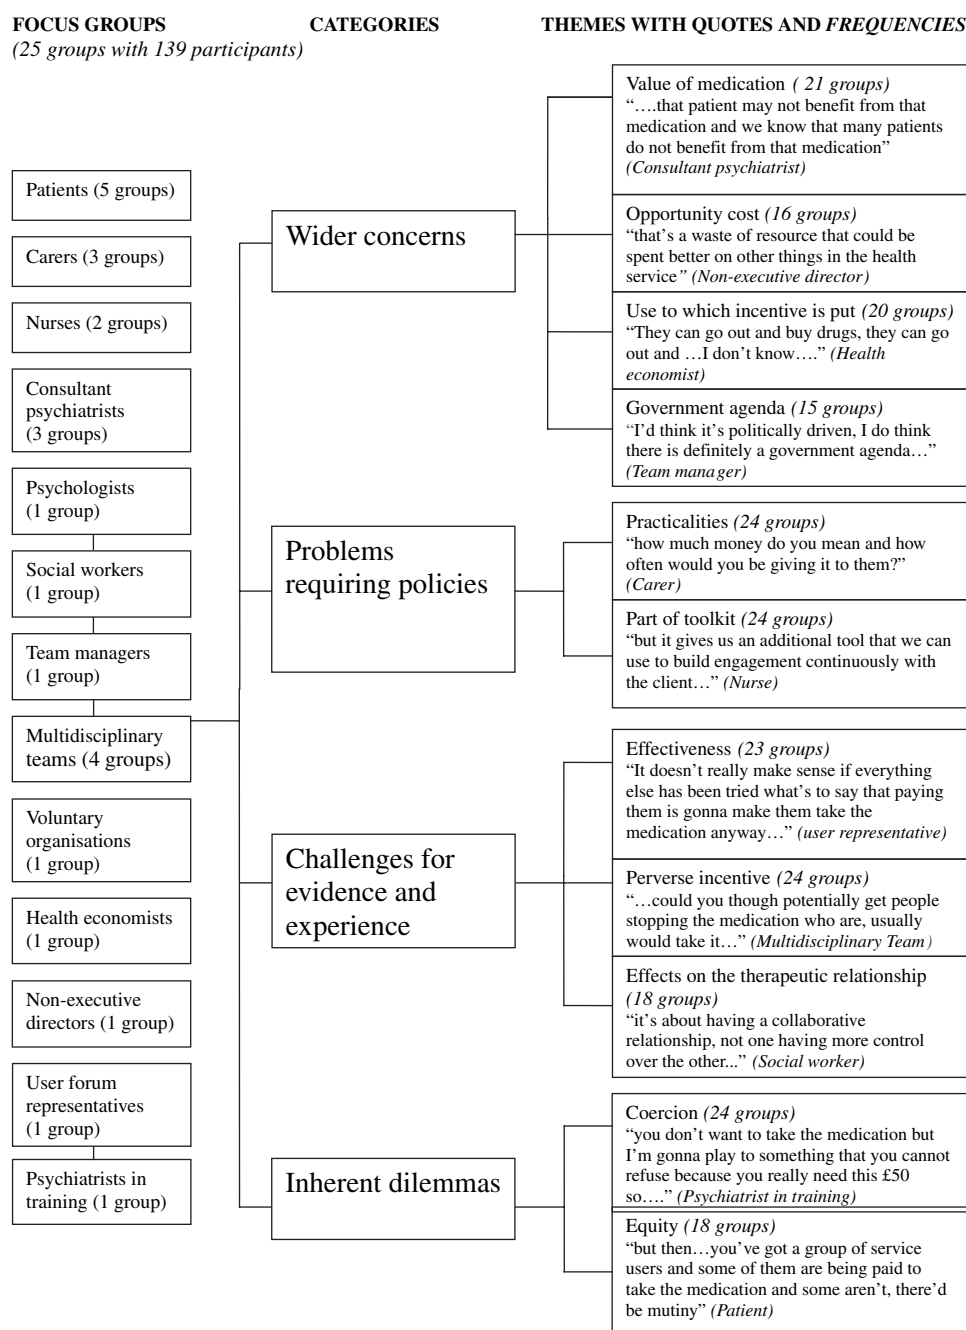 FOCUS GROUPS
(25 groups with 139 participants)
CATEGORIES
THEMES WITH QUOTES AND FREQUENCIES
Patients (5 groups)
Carers (3 groups)
Nurses (2 groups)
Consultant
psychiatrists
(3 groups)
Psychologists
(1 group)
Social workers
(1 group)
Team managers
(1 group)
Multidisciplinary
teams (4 groups)
Voluntary
organisations
(1 group)
Health economists
(1 group)
Non-executive
directors (1 group)
User forum
representatives
(1 group)
Psychiatrists in
training (1 group)
Wider concerns
Problems
requiring policies
Challenges for
evidence and
experience
Inherent dilemmas
Value of medication ( 21 groups)
“….that patient may not benefit from that
medication and we know that many patients
do not benefit from that medication”
(Consultant psychiatrist)
Opportunity cost (16 groups)
“that's a waste of resource that could be
spent better on other things in the health
service” (Non-executive director)
Use to which incentive is put (20 groups)
“They can go out and buy drugs, they can go
out and …I don't know….” (Health
economist)
Government agenda (15 groups)
“I'd think it's politically driven, I do think
there is definitely a government agenda…”
(Team manager)
Practicalities (24 groups)
“how much money do you mean and how
often would you be giving it to them?”
(Carer)
Part of toolkit (24 groups)
“but it gives us an additional tool that we can
use to build engagement continuously with
the client…” (Nurse)
Effectiveness (23 groups)
“It doesn't really make sense if everything
else has been tried what's to say that paying
them is gonna make them take the
medication anyway…” (user representative)
Perverse incentive (24 groups)
“…could you though potentially get people
stopping the medication who are, usually
would take it…” (Multidisciplinary Team)
Effects on the therapeutic relationship
(18 groups)
“it's about having a collaborative
relationship, not one having more control
over the other...” (Social worker)
Coercion (24 groups)
“you don't want to take the medication but
I'm gonna play to something that you cannot
refuse because you really need this £50
so….” (Psychiatrist in training)
Equity (18 groups)
“but then…you've got a group of service
users and some of them are being paid to
take the medication and some aren't, there'd
be mutiny” (Patient)